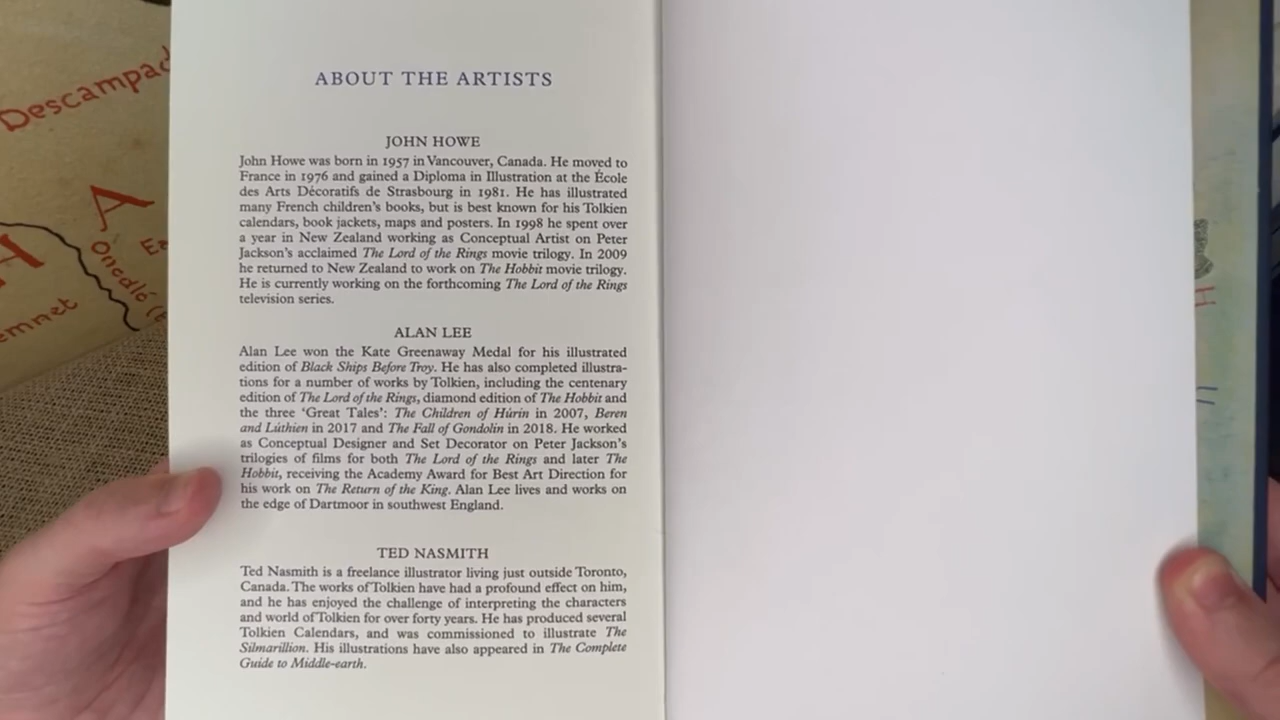 ABOUT THE ARTISTS
JOHN HOWE
John Howe was born in 1957 in Vancouver, Canada. He moved to
France in 1976 and gained a Diploma in Illustration at the École
des Arts Décoratifs de Strasbourg in 1981. He has illustrated
many French children's books, but is best known for his Tolkien
calendars, book jackets, maps and posters. In 1998 he spent over
a year in New Zealand working as Conceptual Artist on Peter
Jackson's acclaimed The Lord of the Rings movie trilogy. In 2009
he returned to New Zealand to work on The Hobbit movie trilogy.
He is currently working on the forthcoming The Lord of the Rings
television series.
ALAN LEE
Alan Lee won the Kate Greenaway Medal for his illustrated
edition of Black Ships Before Troy. He has also completed illustra-
tions for a number of works by Tolkien, including the centenary
edition of The Lord of the Rings, diamond edition of The Hobbit and
the three 'Great Tales': The Children of Húrin in 2007, Beren
and Lúthien in 2017 and The Fall of Gondolin in 2018. He worked
as Conceptual Designer and Set Decorator on Peter Jackson's
trilogies of films for both The Lord of the Rings and later The
Hobbit, receiving the Academy Award for Best Art Direction for
his work on The Return of the King. Alan Lee lives and works on
the edge of Dartmoor in southwest England.
TED NASMITH
Ted Nasmith is a freelance illustrator living just outside Toronto,
Canada. The works of Tolkien have had a profound effect on him,
and he has enjoyed the challenge of interpreting the characters
and world of Tolkien for over forty years. He has produced several
Tolkien Calendars, and was commissioned to illustrate The
Silmarillion. His illustrations have also appeared in The Complete
Guide to Middle-earth.
Descampad
A
emnet
H